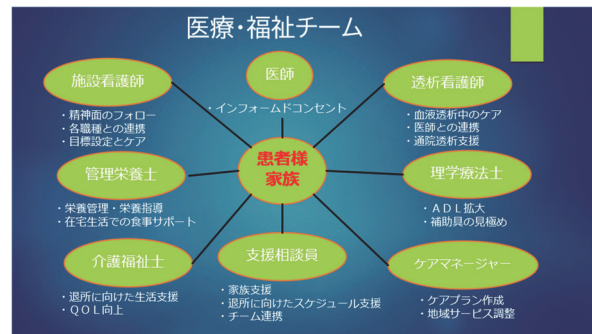 医療・福祉チーム
施設看護師
・精神面のフォロー
・各職種との連携
・目標設定とケア
医師
・インフォームドコンセント
透析看護師
・血液透析中のケア
・医師との連携
・通院透析支援
患者様
家族
管理栄養士
・栄養管理・栄養指導
・在宅生活での食事サポート
理学療法士
・ＡＤＬ拡大
・補助具の見極め
介護福祉士
・退所に向けた生活支援
・ＱＯＬ向上
支援相談員
・家族支援
・退所に向けたスケジュール支援
・チーム連携
ケアマネージャー
・ケアプラン作成
・地域サービス調整